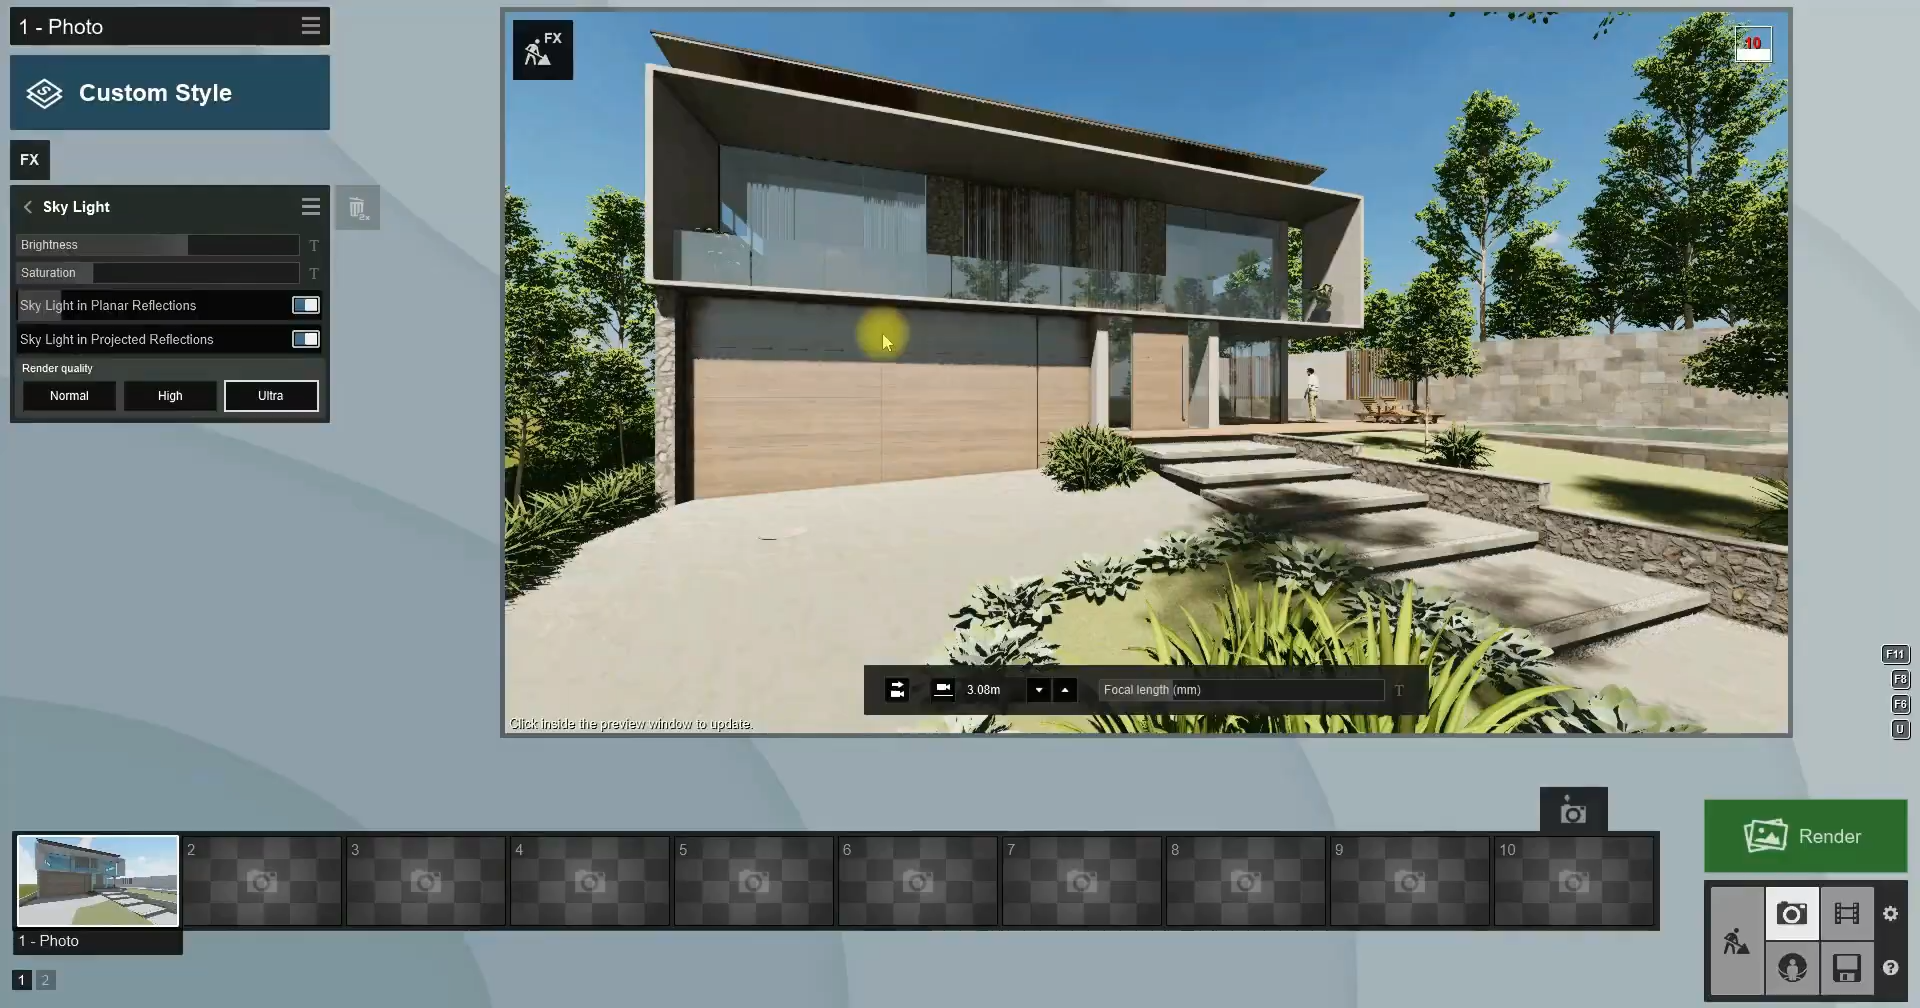 1 - Photo
Custom Style
FX
Sky Light
Brightness
T
Saturation
T
Sky Light in Planar Reflections
Sky Light in Projected Reflections
Render quality
Normal
High
Ultra
FX
10
3.08m
Focal length (mm)
T
Click inside the preview window to update.
F11
F8
F6
U
2
3
4
5
6
7
8
9
10
1 - Photo
1
2
Render
?